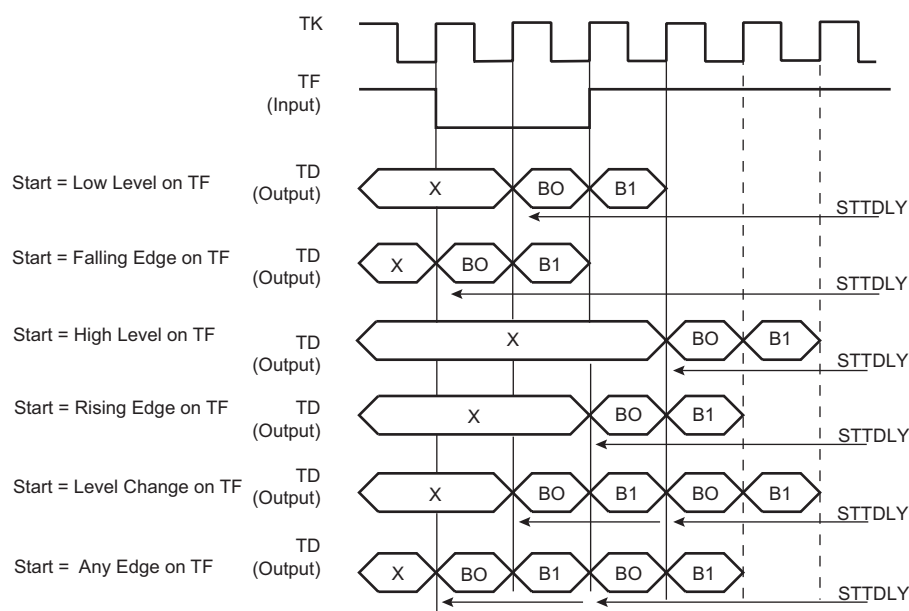 TK
TF
(Input)
Start = Low Level on TF
TD
(Output)
X
BO
B1
STTDLY
Start = Falling Edge on TF
TD
(Output)
X
BO
B1
STTDLY
Start = High Level on TF
TD
(Output)
X
BO
B1
STTDLY
Start = Rising Edge on TF
TD
(Output)
X
BO
B1
STTDLY
Start = Level Change on TF
TD
(Output)
X
BO
B1
BO
B1
STTDLY
Start = Any Edge on TF
TD
(Output)
X
BO
B1
BO
B1
STTDLY